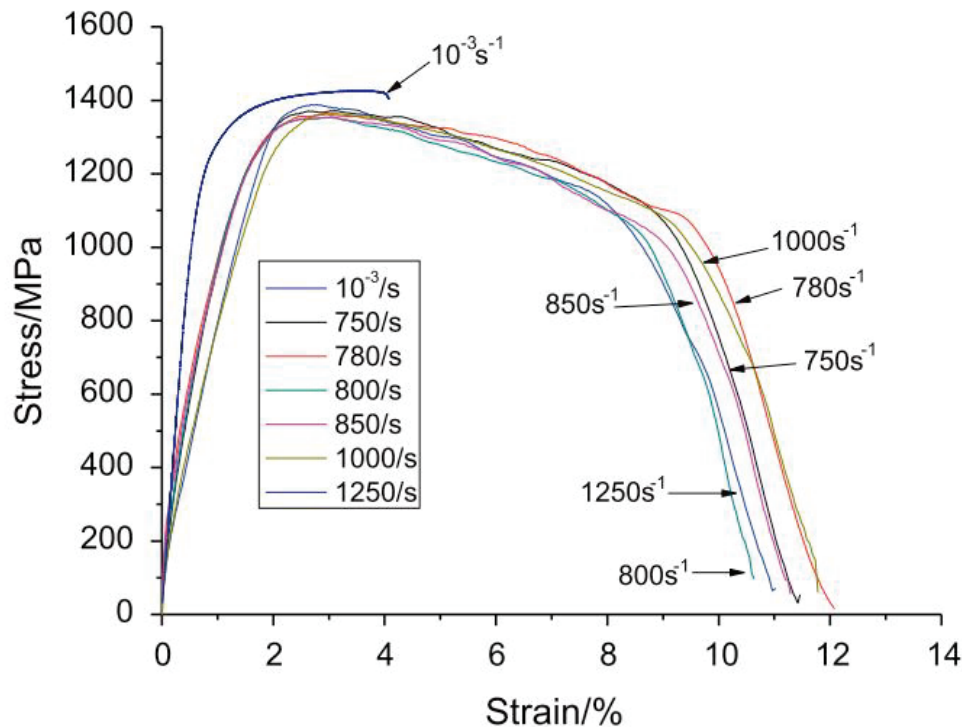 1600
1400
1200
1000
800
600
400
200
0
Stress/MPa
10⁻³s⁻¹
10⁻³/s
750/s
780/s
800/s
850/s
1000/s
1250/s
1000s⁻¹
850s⁻¹
780s⁻¹
750s⁻¹
1250s⁻¹
800s⁻¹
0 2 4 6 8 10 12 14
Strain/%